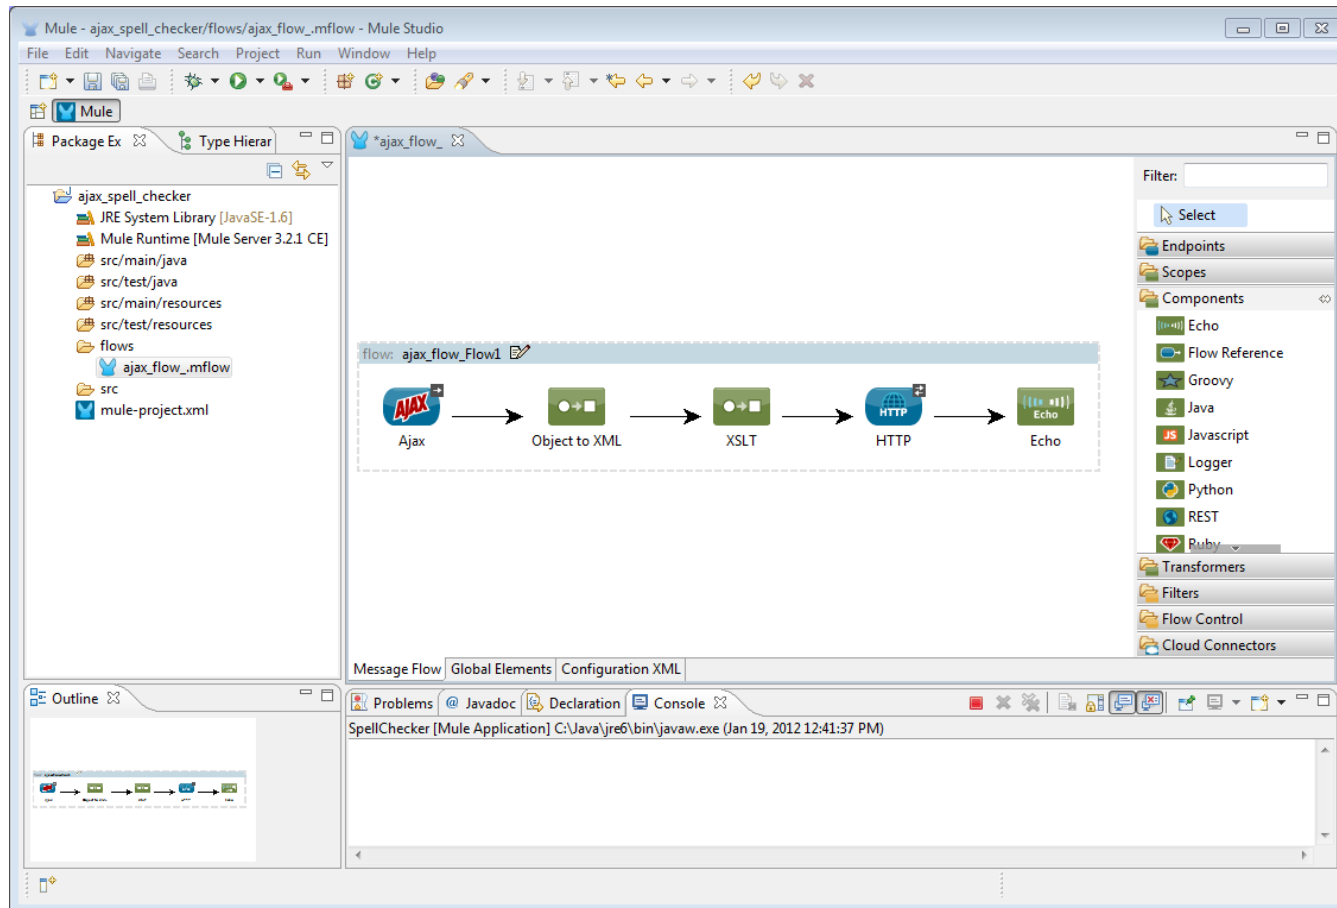 Mule - ajax_spell_checker/flows/ajax_flow_.mflow - Mule Studio
File Edit Navigate Search Project Run Window Help
Mule
Package Ex
Type Hierar
ajax_spell_checker
JRE System Library [JavaSE-1.6]
Mule Runtime [Mule Server 3.2.1 CE]
src/main/java
src/test/java
src/main/resources
src/test/resources
flows
ajax_flow_.mflow
src
mule-project.xml
*ajax_flow_
flow: ajax_flow_Flow1
AJAX
HTTP
Echo
Ajax
Object to XML
XSLT
HTTP
Echo
Message Flow
Global Elements
Configuration XML
Filter:
Select
Endpoints
Scopes
Components
Echo
Flow Reference
Groovy
Java
JS Javascript
Logger
Python
REST
Ruby
Transformers
Filters
Flow Control
Cloud Connectors
Outline
Problems
@ Javadoc
Declaration
Console
SpellChecker [Mule Application] C:\Java\jre6\bin\javaw.exe (Jan 19, 2012 12:41:37 PM)